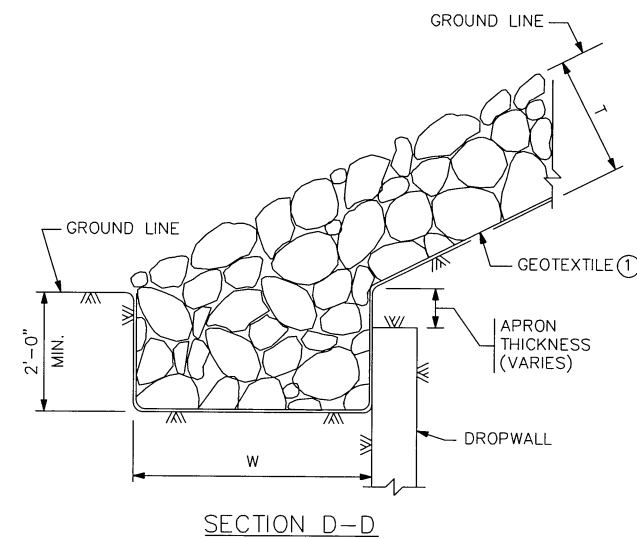 GROUND LINE
T
GROUND LINE
GEOTEXTILE 1
2'-0"
MIN.
APRON
THICKNESS
(VARIES)
DROPWALL
W
SECTION D-D